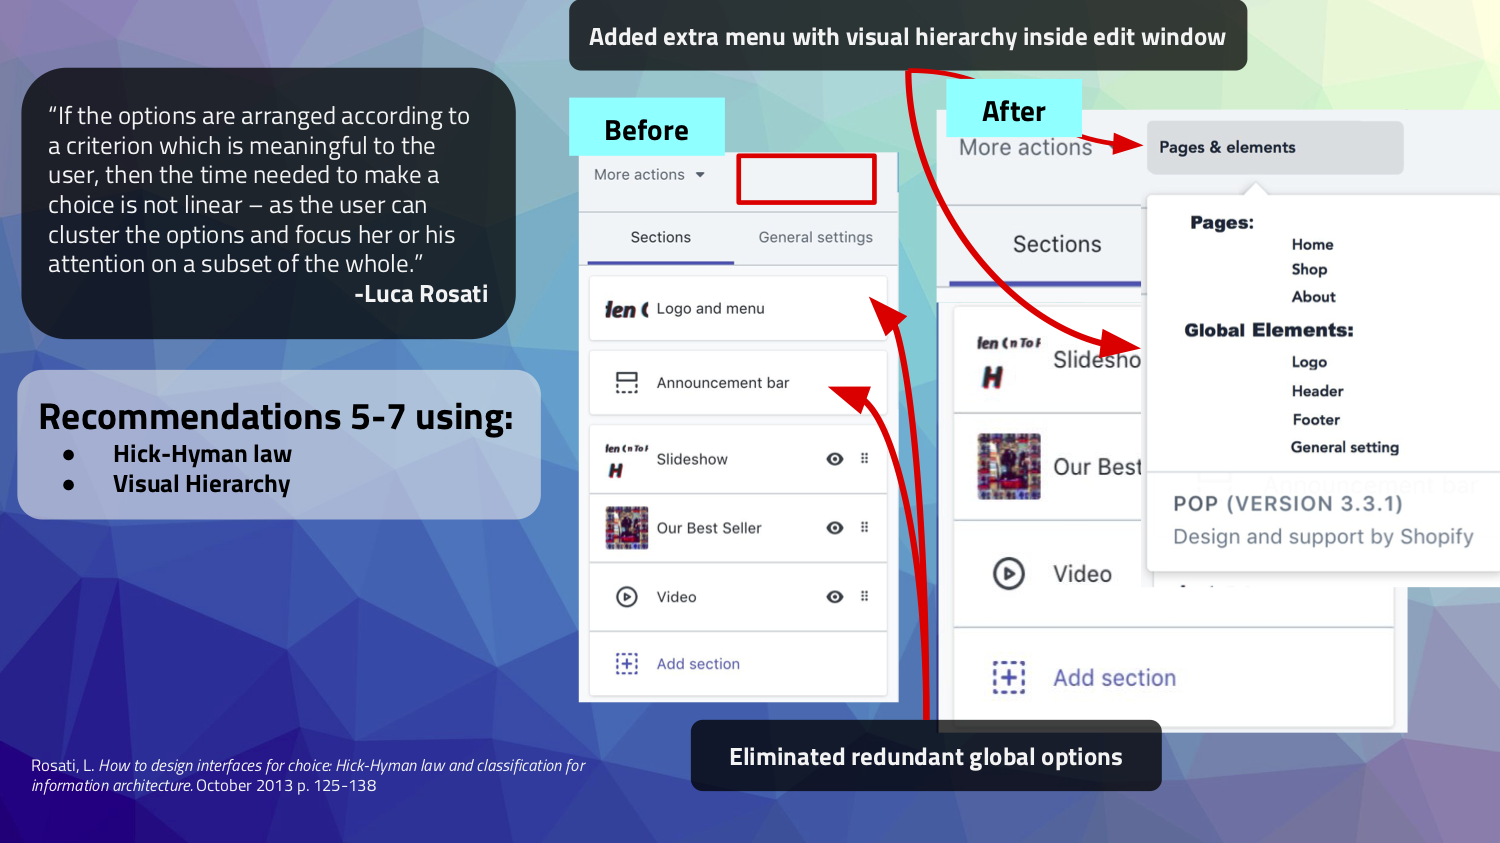 Added extra menu with visual hierarchy inside edit window
“If the options are arranged according to
a criterion which is meaningful to the
user, then the time needed to make a
choice is not linear – as the user can
cluster the options and focus her or his
attention on a subset of the whole.”
-Luca Rosati
Recommendations 5-7 using:
● Hick-Hyman law
● Visual Hierarchy
Before
More actions
Sections
General settings
Logo and menu
Announcement bar
Slideshow
Our Best Seller
Video
Add section
After
More actions
Pages & elements
Sections
Pages:
Home
Shop
About
Global Elements:
Logo
Header
Footer
General setting
POP (VERSION 3.3.1)
Design and support by Shopify
Slidesho
Our Best
Video
Add section
Eliminated redundant global options
Rosati, L. How to design interfaces for choice: Hick-Hyman law and classification for
information architecture. October 2013 p. 125-138